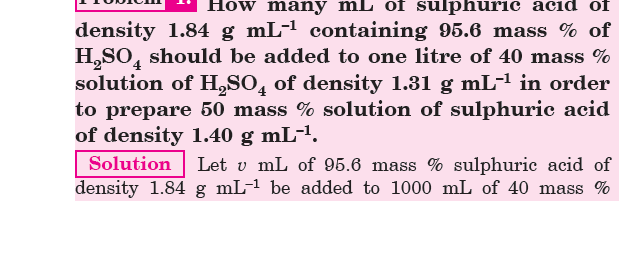 Problem 1. How many mL of sulphuric acid of
density 1.84 g mL⁻¹ containing 95.6 mass % of
H₂SO₄ should be added to one litre of 40 mass %
solution of H₂SO₄ of density 1.31 g mL⁻¹ in order
to prepare 50 mass % solution of sulphuric acid
of density 1.40 g mL⁻¹.
Solution Let v mL of 95.6 mass % sulphuric acid of
density 1.84 g mL⁻¹ be added to 1000 mL of 40 mass %